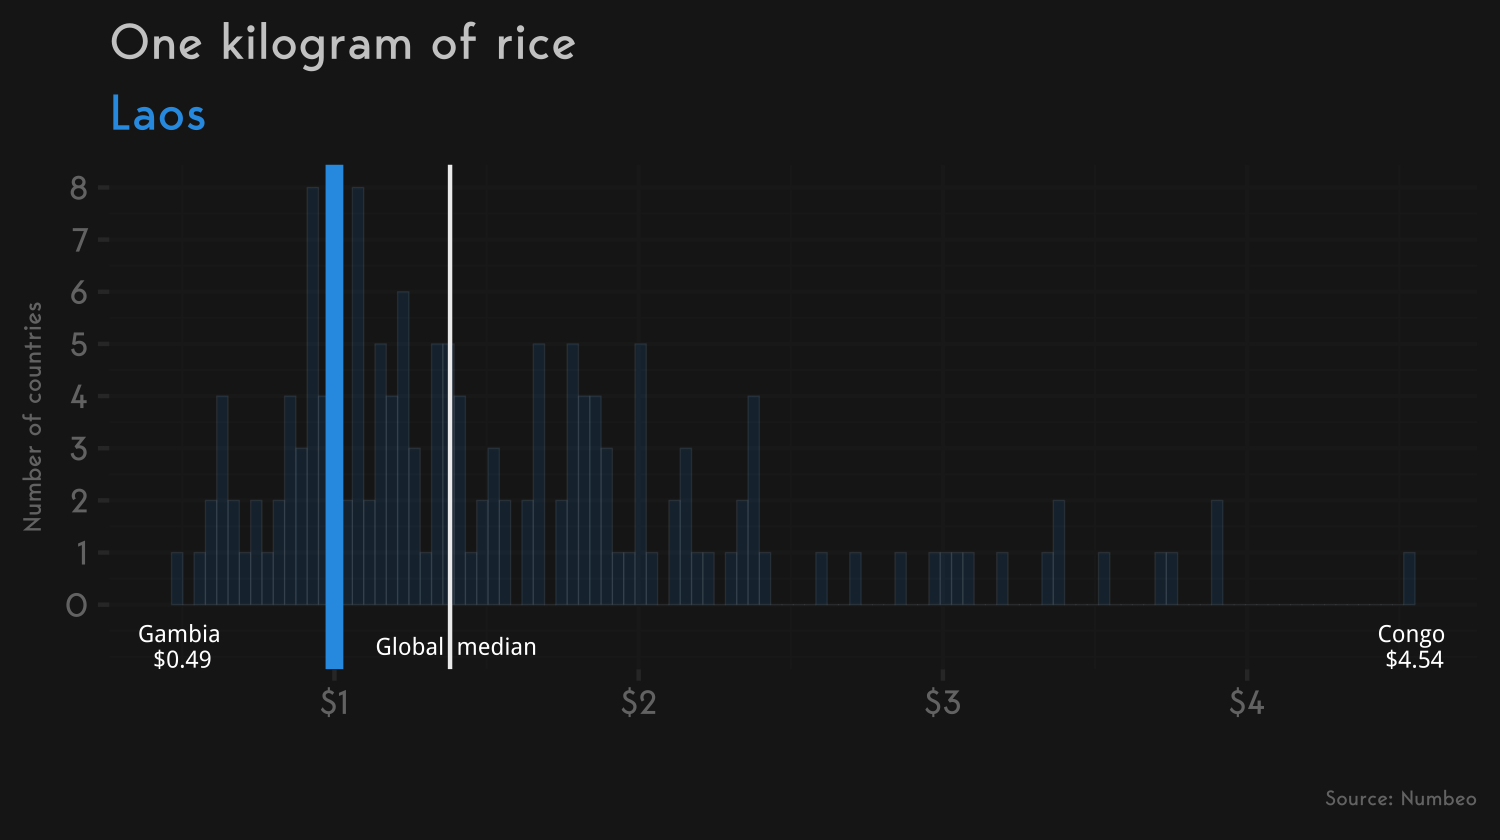 One kilogram of rice
Laos
Number of countries
8
7
6
5
4
3
2
1
0
Gambia
$0.49
Global median
Congo
$4.54
$1
$2
$3
$4
Source: Numbeo